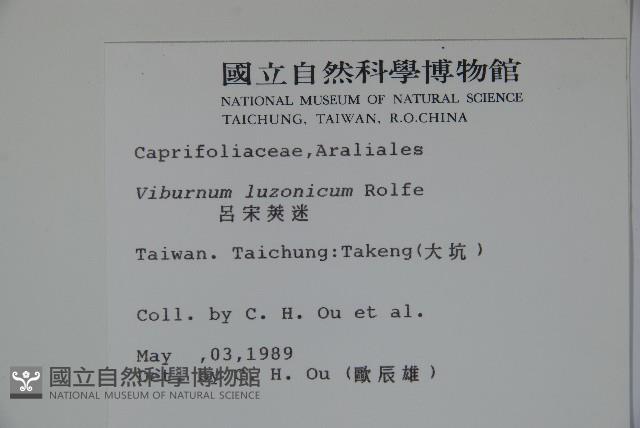 國立自然科學博物館
NATIONAL MUSEUM OF NATURAL SCIENCE
TAICHUNG, TAIWAN, R.O.CHINA
Caprifoliaceae,Araliales
Viburnum luzonicum Rolfe
呂宋莢迷
Taiwan. Taichung:Takeng(大坑)
Coll. by C. H. Ou et al.
May ,03,1989
H. Ou (歐辰雄)
國立自然科學博物館
NATIONAL MUSEUM OF NATURAL SCIENCE